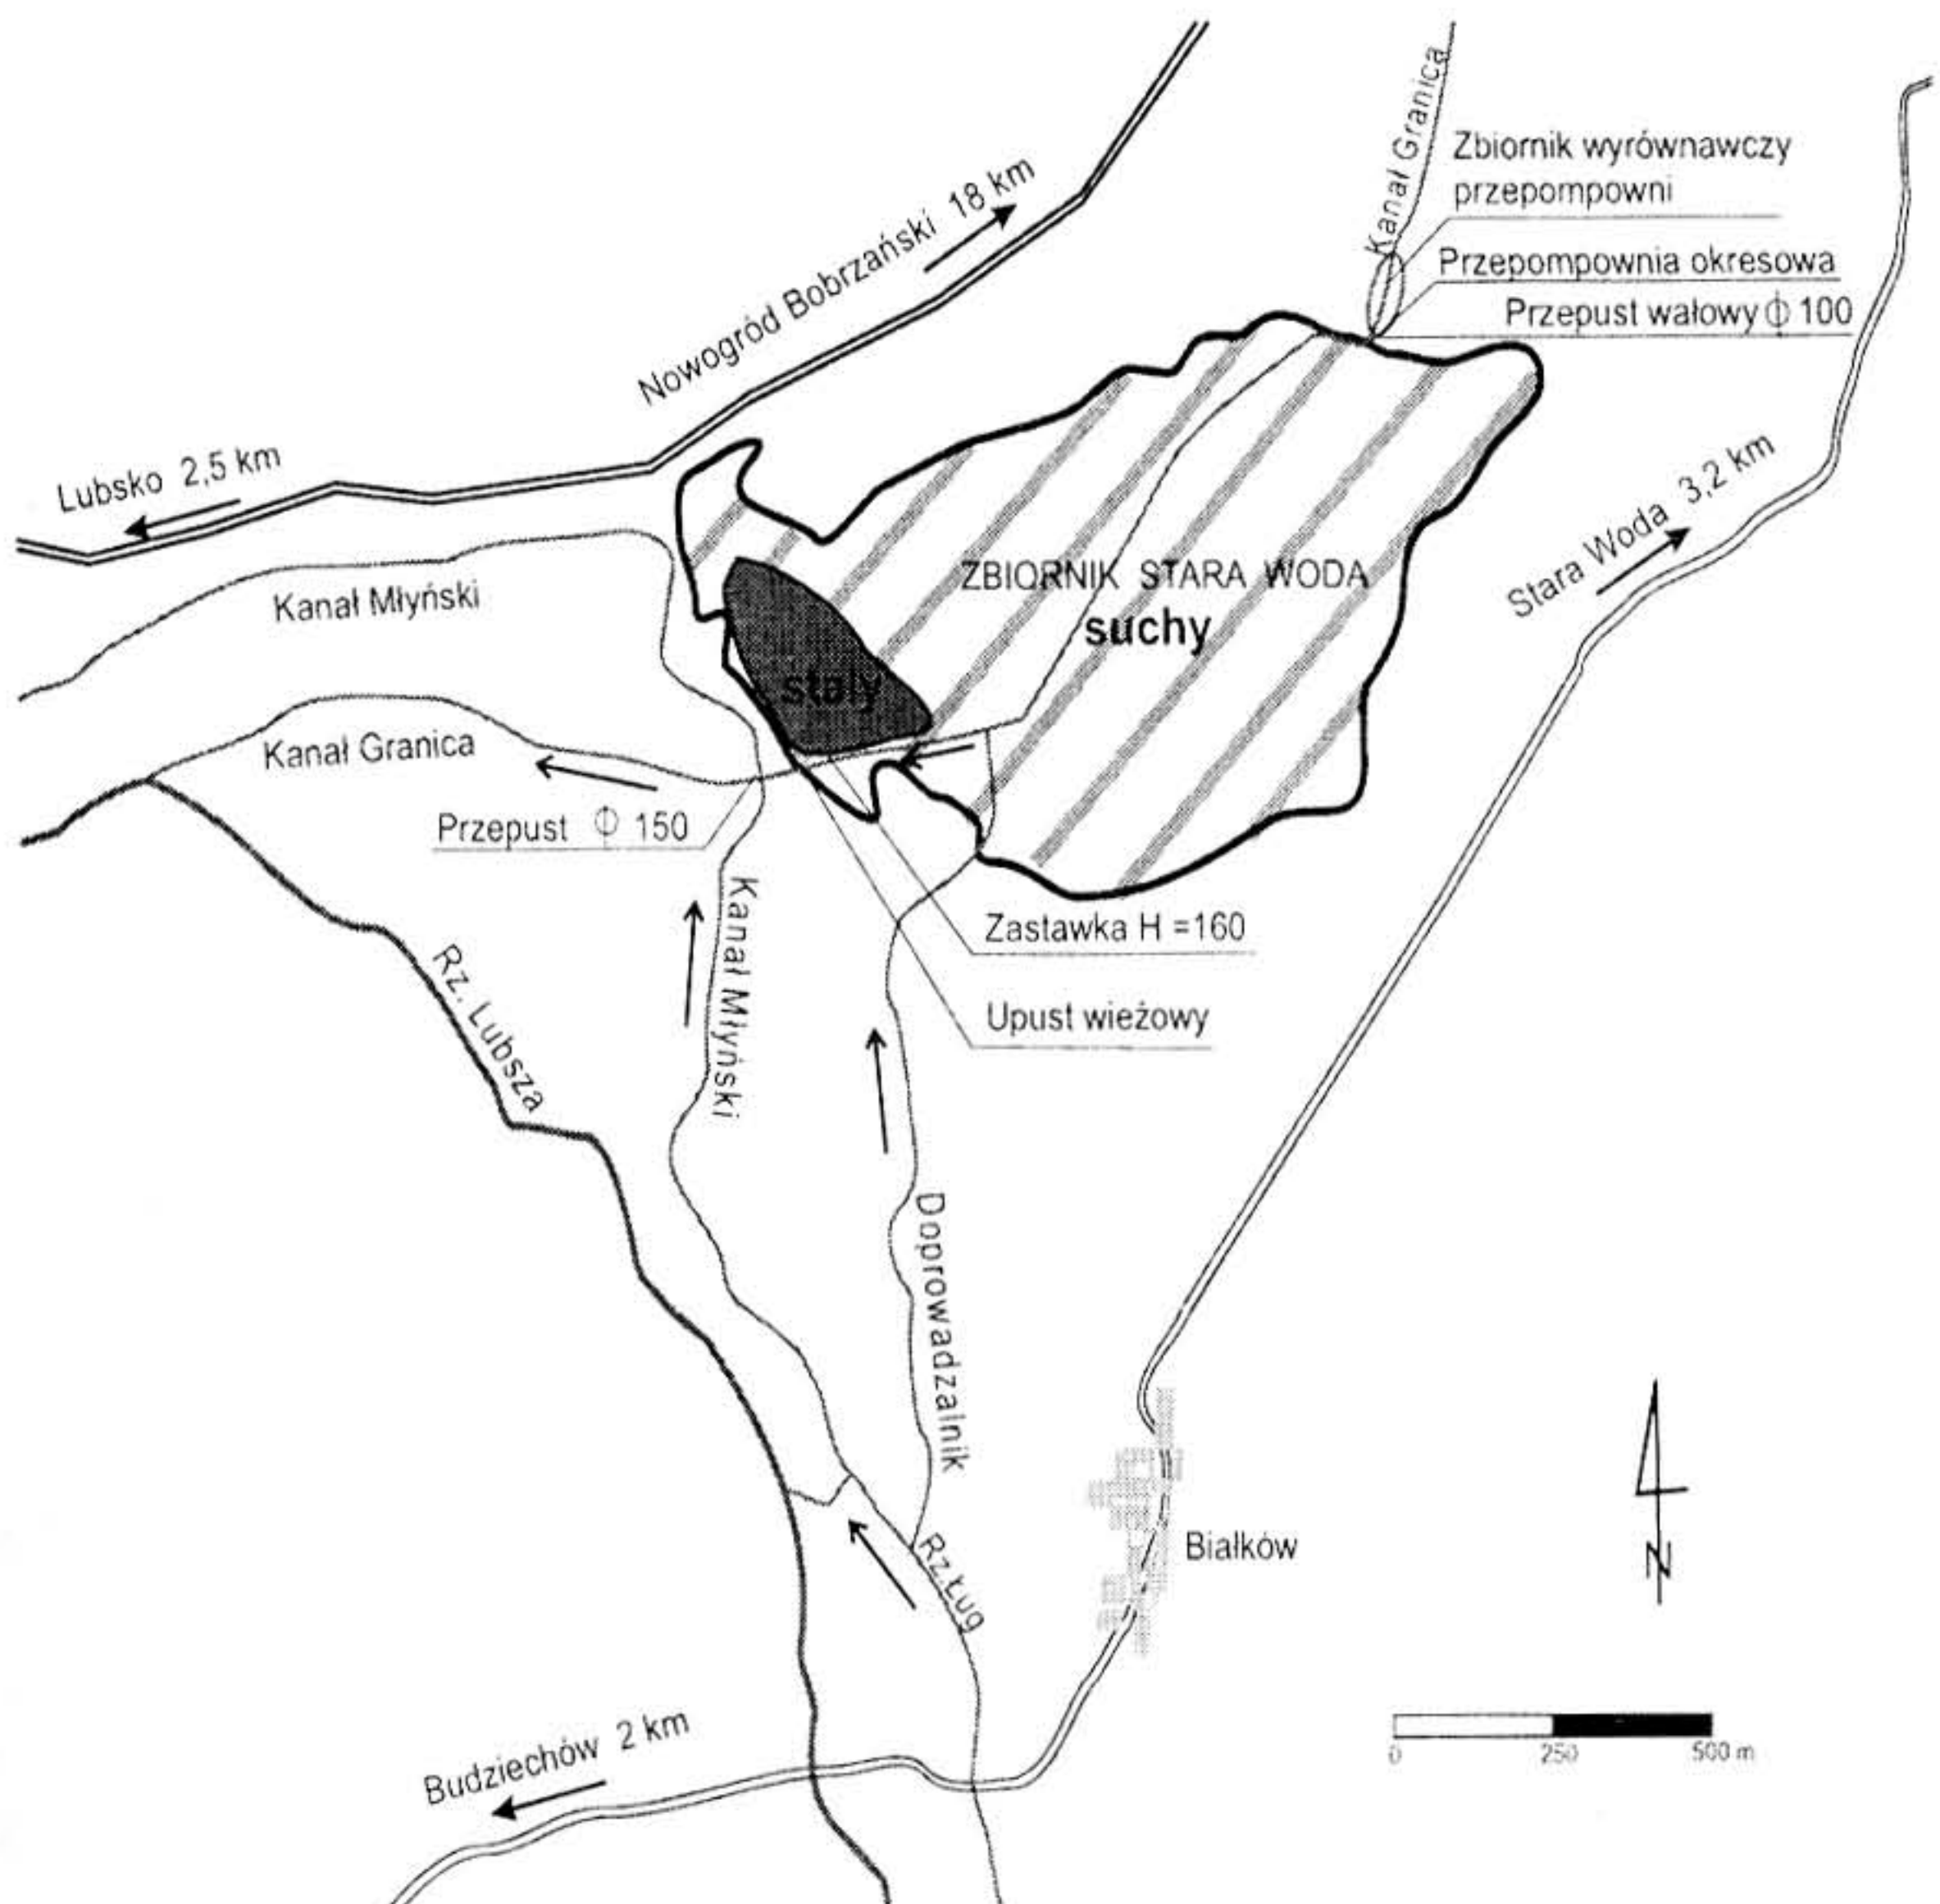 Kanał Granica
Zbiornik wyrównawczy
przepompowni
Przepompownia okresowa
Przepust wałowy ϕ 100
Nowogród Bobrzański 18 km
Lubsko 2,5 km
Stara Woda 3,2 km
ZBIORNIK STARA WODA
suchy
stały
Kanał Młyński
Kanał Granica
Przepust ϕ 150
Zastawka H =160
Upust wieżowy
Kanał Młyński
Rz. Lubsza
Doprowadzalnik
Rz.Ług
Białków
N
Budziechów 2 km
0 250 500 m